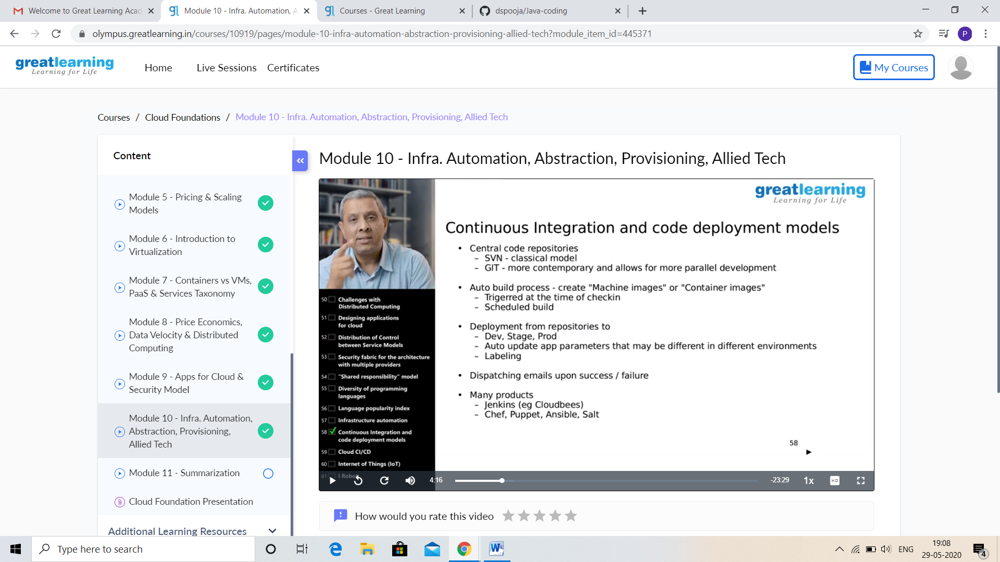 Welcome to Great Learning Acad
Module 10 - Infra. Automation, A
Courses - Great Learning
dspooja/Java-coding
olympus.greatlearning.in/courses/10919/pages/module-10-infra-automation-abstraction-provisioning-allied-tech?module_item_id=445371
P
greatlearning
Learning for Life
Home
Live Sessions
Certificates
My Courses
Courses / Cloud Foundations / Module 10 - Infra. Automation, Abstraction, Provisioning, Allied Tech
Content
Module 5 - Pricing & Scaling
Models
Module 6 - Introduction to
Virtualization
Module 7 - Containers vs VMs,
PaaS & Services Taxonomy
Module 8 - Price Economics,
Data Velocity & Distributed
Computing
Module 9 - Apps for Cloud &
Security Model
Module 10 - Infra. Automation,
Abstraction, Provisioning,
Allied Tech
Module 11 - Summarization
Cloud Foundation Presentation
Additional Learning Resources
Module 10 - Infra. Automation, Abstraction, Provisioning, Allied Tech
50 Challenges with
Distributed Computing
51 Designing applications
for cloud
52 Distribution of Control
between Service Models
53 Security fabric for the architecture
with multiple providers
54 "Shared responsibility" model
55 Diversity of programming
languages
56 Language popularity index
57 Infrastructure automation
58 Continuous Integration and
code deployment models
59 Cloud CI/CD
60 Internet of Things (IoT)
61 I Robot
greatlearning
Learning for Life
Continuous Integration and code deployment models
• Central code repositories
– SVN - classical model
– GIT - more contemporary and allows for more parallel development
• Auto build process - create "Machine images" or "Container images"
– Trigerred at the time of checkin
– Scheduled build
• Deployment from repositories to
– Dev, Stage, Prod
– Auto update app parameters that may be different in different environments
– Labeling
• Dispatching emails upon success / failure
• Many products
– Jenkins (eg Cloudbees)
– Chef, Puppet, Ansible, Salt
58
4:16
-23:29
1x
HD
How would you rate this video
Type here to search
ENG
19:08
29-05-2020
4